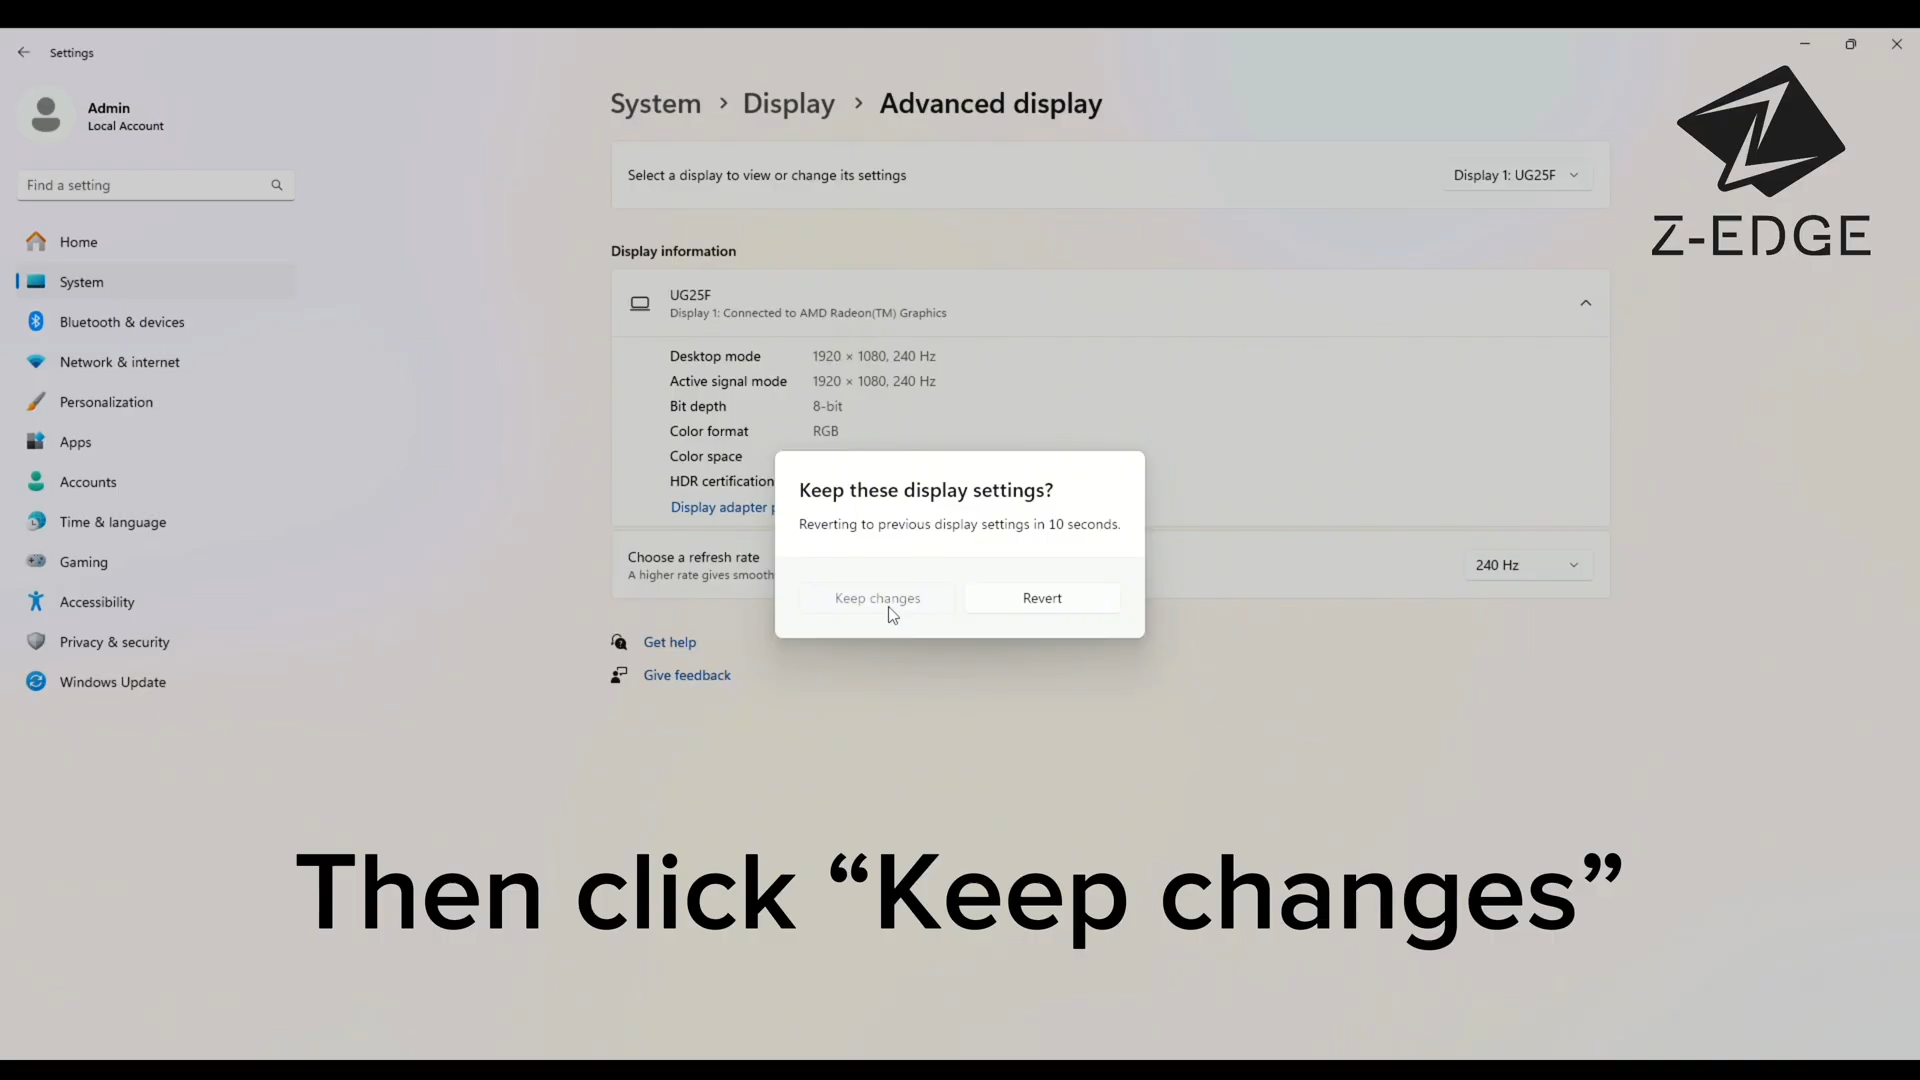 Settings
Admin
Local Account
Find a setting
Home
System
Bluetooth & devices
Network & internet
Personalization
Apps
Accounts
Time & language
Gaming
Accessibility
Privacy & security
Windows Update
System > Display > Advanced display
Select a display to view or change its settings
Display 1: UG25F
Display information
UG25F
Display 1: Connected to AMD Radeon(TM) Graphics
Desktop mode 1920 × 1080, 240 Hz
Active signal mode 1920 × 1080, 240 Hz
Bit depth 8-bit
Color format RGB
Color space
HDR certification
Display adapter
Choose a refresh rate
A higher rate gives smooth
240 Hz
Keep these display settings?
Reverting to previous display settings in 10 seconds.
Keep changes
Revert
Get help
Give feedback
Z-EDGE
Then click “Keep changes”